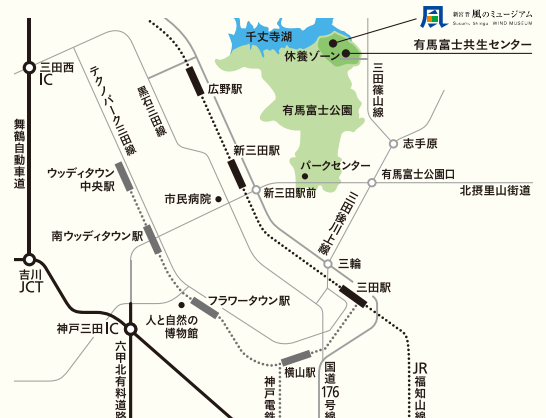 新宮晋 風のミュージアム
Susumu Shingu WIND MUSEUM
千丈寺湖
休養ゾーン
有馬富士共生センター
三田西
IC
テクノパーク三田線
黒石三田線
広野駅
三田篠山線
有馬富士公園
舞鶴自動車道
新三田駅
志手原
ウッディタウン
中央駅
パークセンター
有馬富士公園口
市民病院
新三田駅前
北摂里山街道
三田後川上線
南ウッディタウン駅
三輪
吉川
JCT
三田駅
フラワータウン駅
神戸三田IC
人と自然の
博物館
六甲北有料道路
横山駅
神戸電鉄
国道176号線
JR福知山線